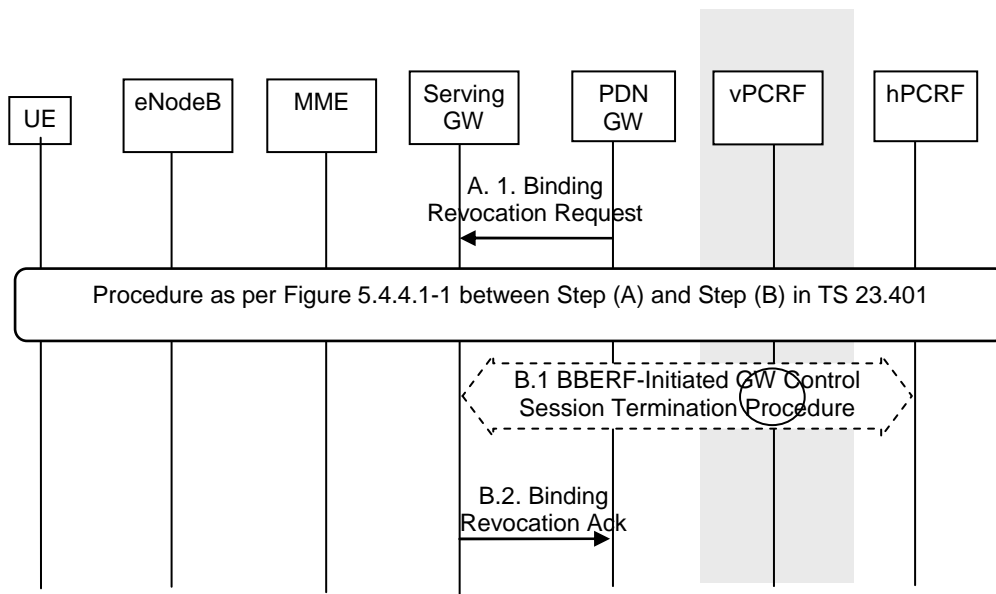 UE
eNodeB
MME
Serving
GW
PDN
GW
vPCRF
hPCRF
A. 1. Binding
Revocation Request
Procedure as per Figure 5.4.4.1-1 between Step (A) and Step (B) in TS 23.401
B.1 BBERF-Initiated GW Control
Session Termination Procedure
B.2. Binding
Revocation Ack